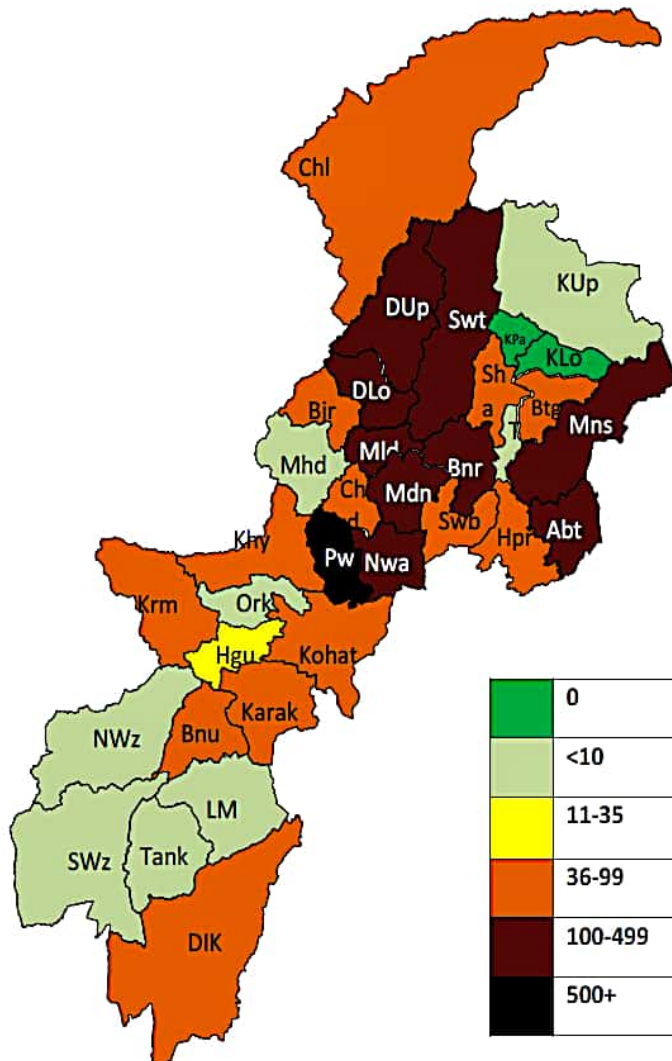 Chl
KUp
DUp
Swt
KPa
KLo
Sh
a
DLo
Bjr
Btg
T
Mns
Mld
Bnr
Mhd
Mdn
Ch
d
Swb
Hpr
Abt
Khy
Pw
Nwa
Krm
Ork
Hgu
Kohat
Karak
NWz
Bnu
LM
SWz
Tank
DIK
0
<10
11-35
36-99
100-499
500+